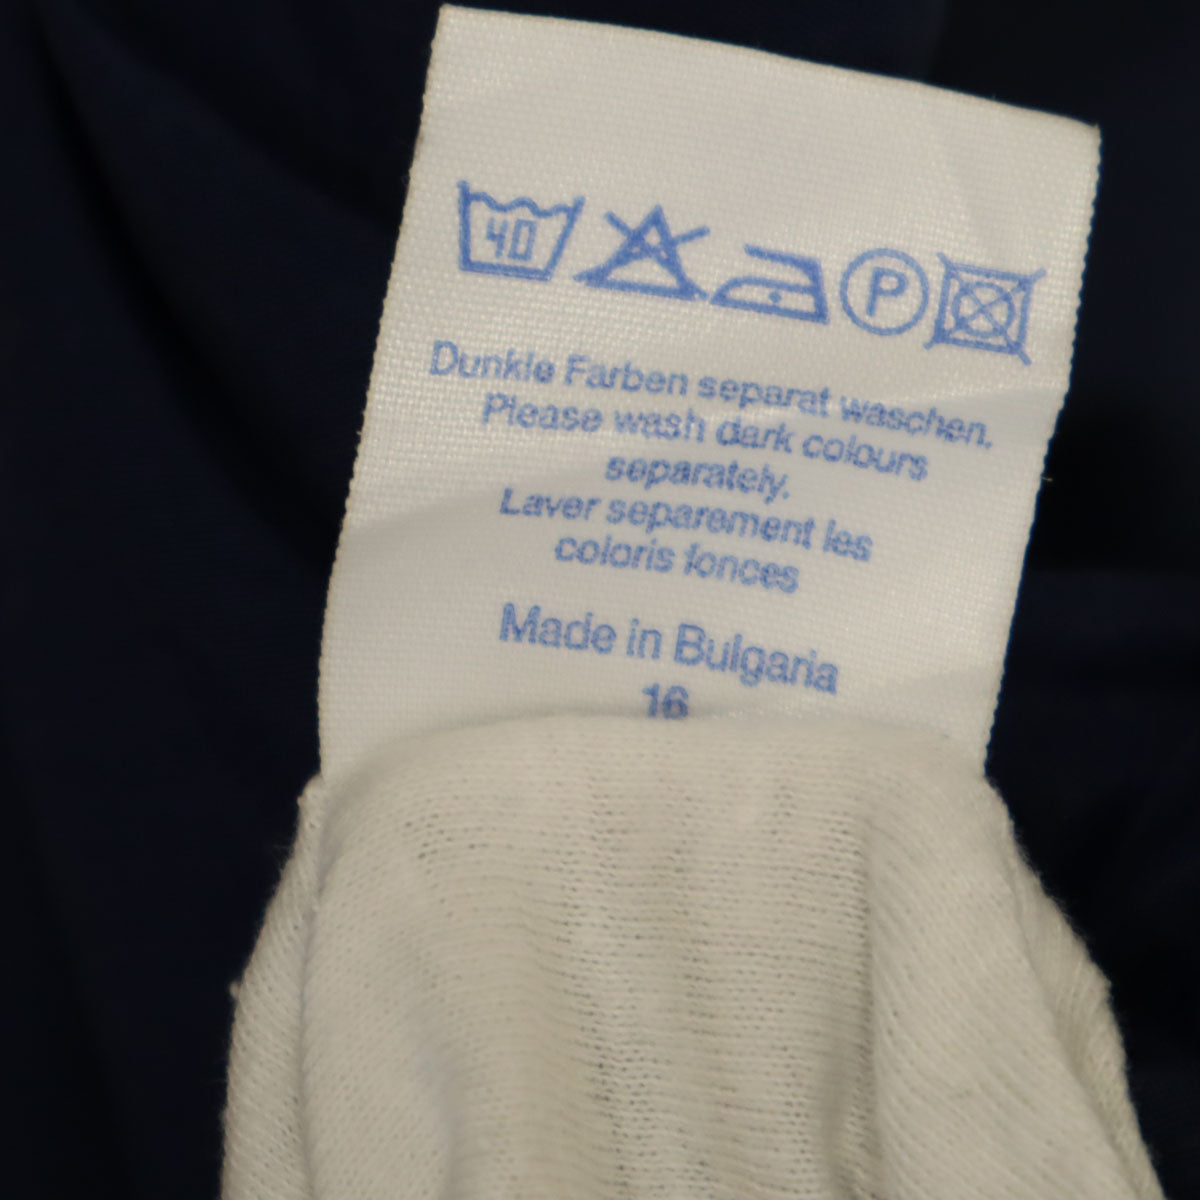 40
P
Dunkle Farben separat waschen.
Please wash dark colours
separately.
Laver separement les
coloris fonces
Made in Bulgaria
16